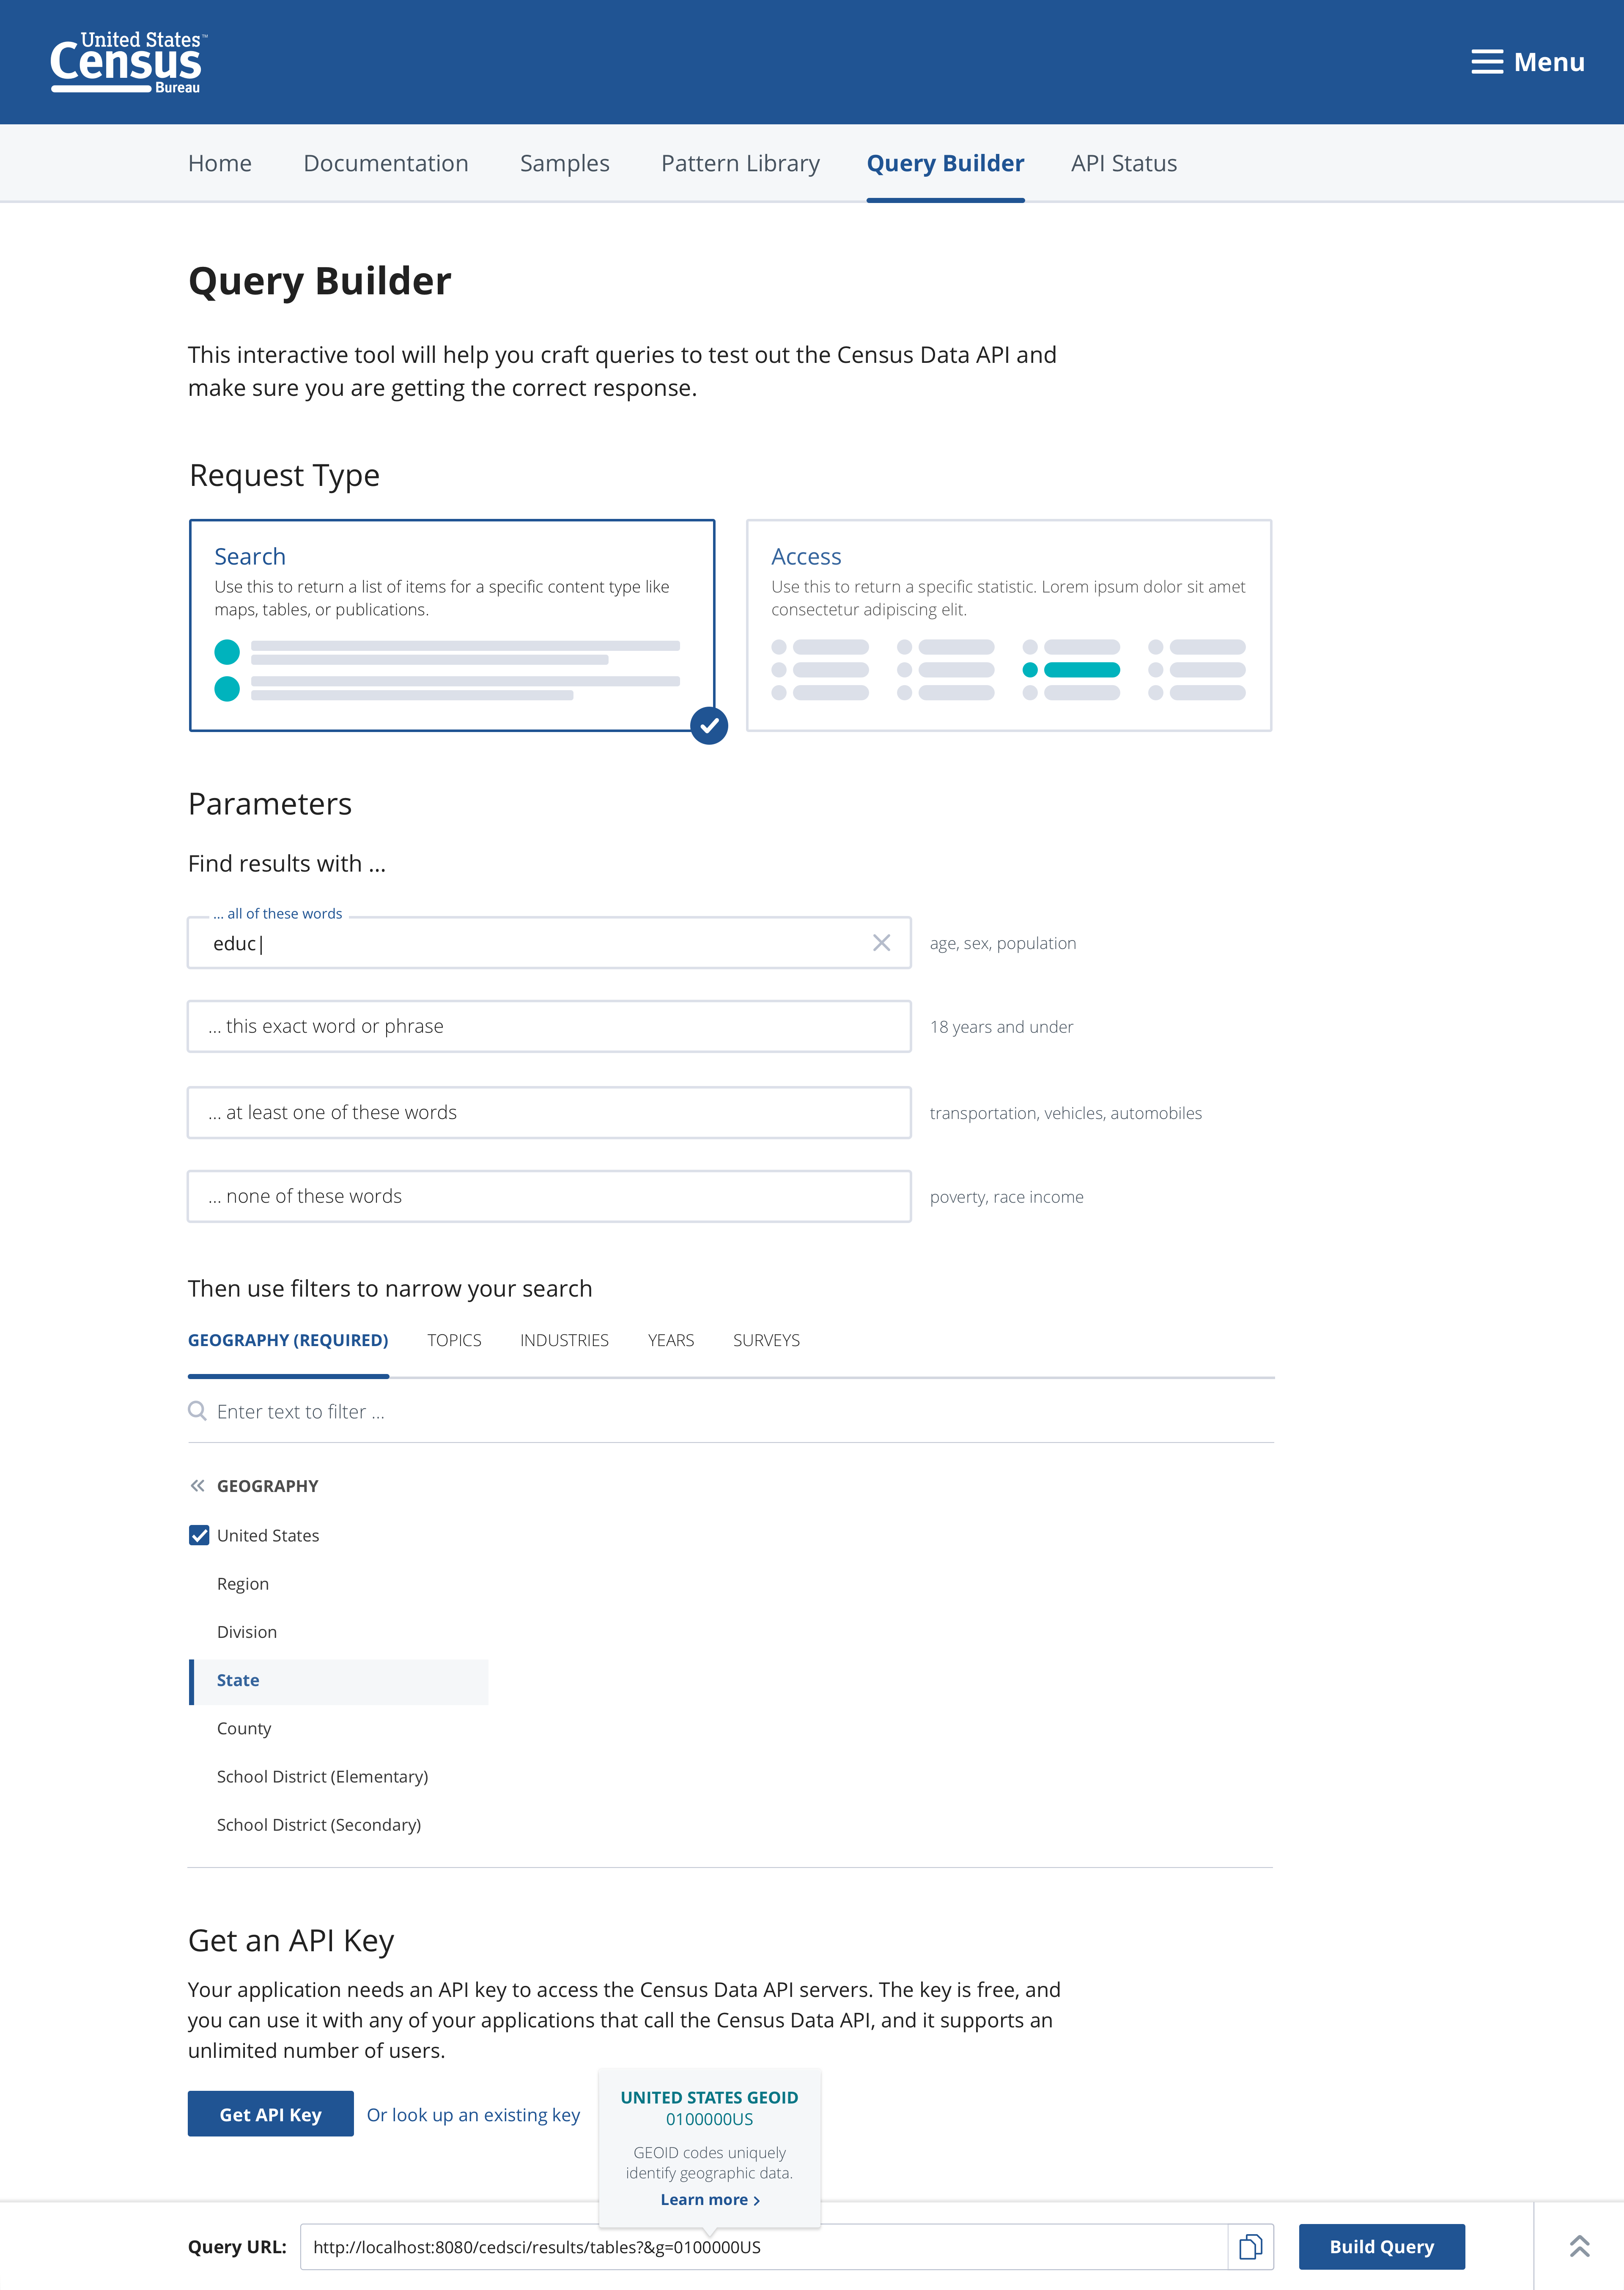 United States™
Census
Bureau
Menu
Home Documentation Samples Pattern Library Query Builder API Status
Query Builder
This interactive tool will help you craft queries to test out the Census Data API and
make sure you are getting the correct response.
Request Type
Search
Use this to return a list of items for a specific content type like
maps, tables, or publications.
Access
Use this to return a specific statistic. Lorem ipsum dolor sit amet
consectetur adipiscing elit.
Parameters
Find results with ...
... all of these words
educ|
age, sex, population
... this exact word or phrase
18 years and under
... at least one of these words
transportation, vehicles, automobiles
... none of these words
poverty, race income
Then use filters to narrow your search
GEOGRAPHY (REQUIRED) TOPICS INDUSTRIES YEARS SURVEYS
Enter text to filter ...
GEOGRAPHY
United States
Region
Division
State
County
School District (Elementary)
School District (Secondary)
Get an API Key
Your application needs an API key to access the Census Data API servers. The key is free, and
you can use it with any of your applications that call the Census Data API, and it supports an
unlimited number of users.
Get API Key
Or look up an existing key
UNITED STATES GEOID
0100000US
GEOID codes uniquely
identify geographic data.
Learn more >
Query URL:
http://localhost:8080/cedsci/results/tables?&g=0100000US
Build Query